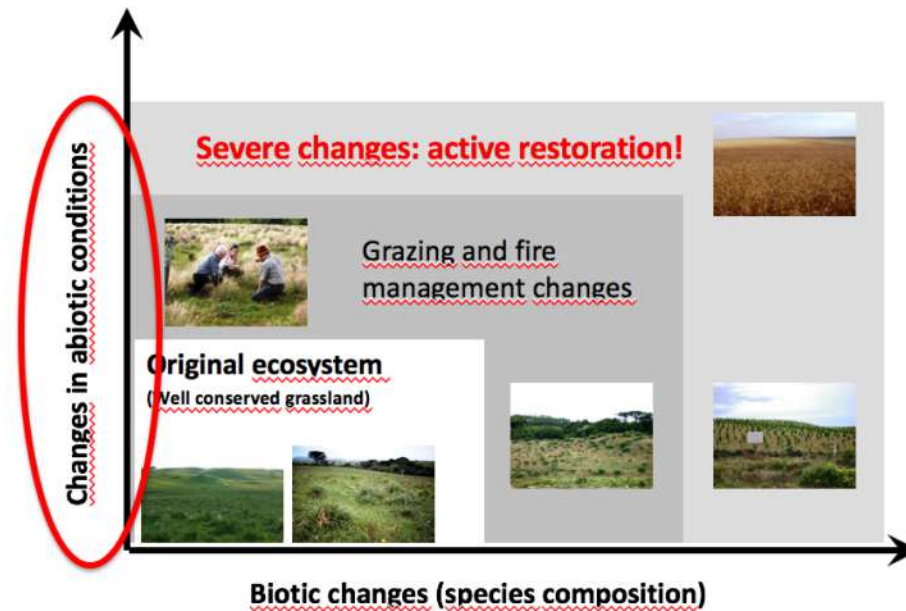 Severe changes: active restoration!
Grazing and fire
management changes
Original ecosystem
(Well conserved grassland)
Changes in abiotic conditions
Biotic changes (species composition)